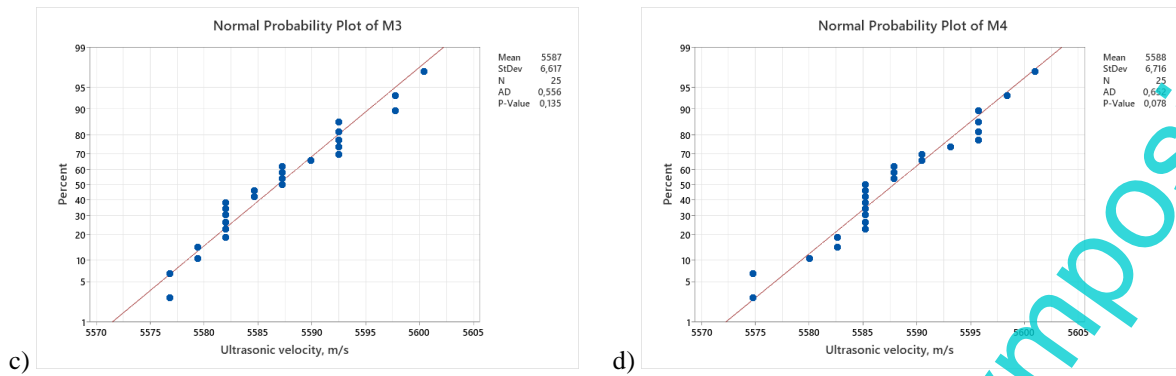 Normal Probability Plot of M3
Mean 5587
StDev 6,617
N 25
AD 0,556
P-Value 0,135
99
95
90
80
70
60
50
40
30
20
10
5
1
Percent
5570 5575 5580 5585 5590 5595 5600 5605
Ultrasonic velocity, m/s
c)
Normal Probability Plot of M4
Mean 5588
StDev 6,716
N 25
AD
P-Value 0,078
99
95
90
80
70
60
50
40
30
20
10
5
1
Percent
5570 5575 5580 5585 5590 5595 5600 5605
Ultrasonic velocity, m/s
d)